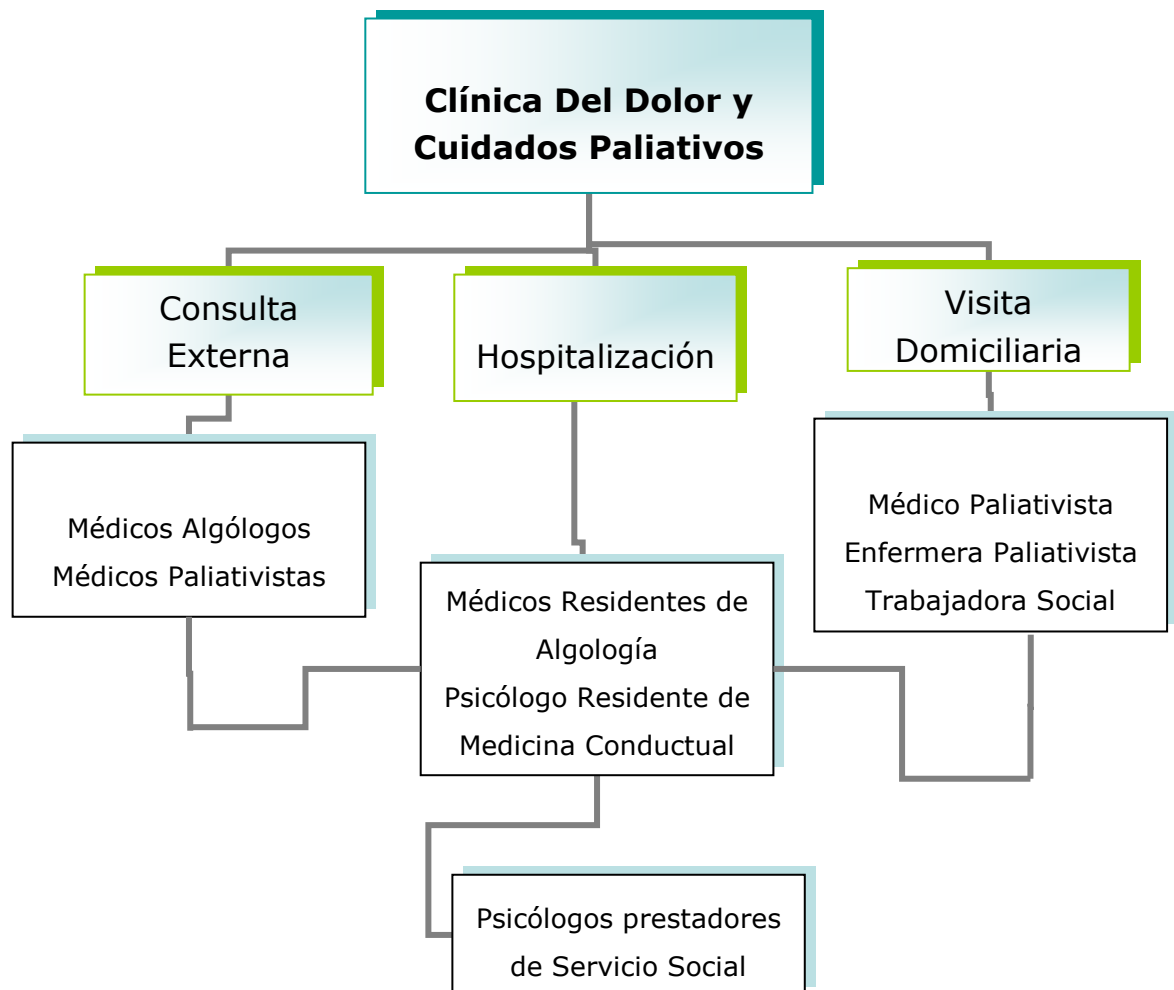 Clínica Del Dolor y
Cuidados Paliativos
Consulta
Externa
Hospitalización
Visita
Domiciliaria
Médicos Algólogos
Médicos Paliativistas
Médicos Residentes de
Algología
Psicólogo Residente de
Medicina Conductual
Médico Paliativista
Enfermera Paliativista
Trabajadora Social
Psicólogos prestadores
de Servicio Social